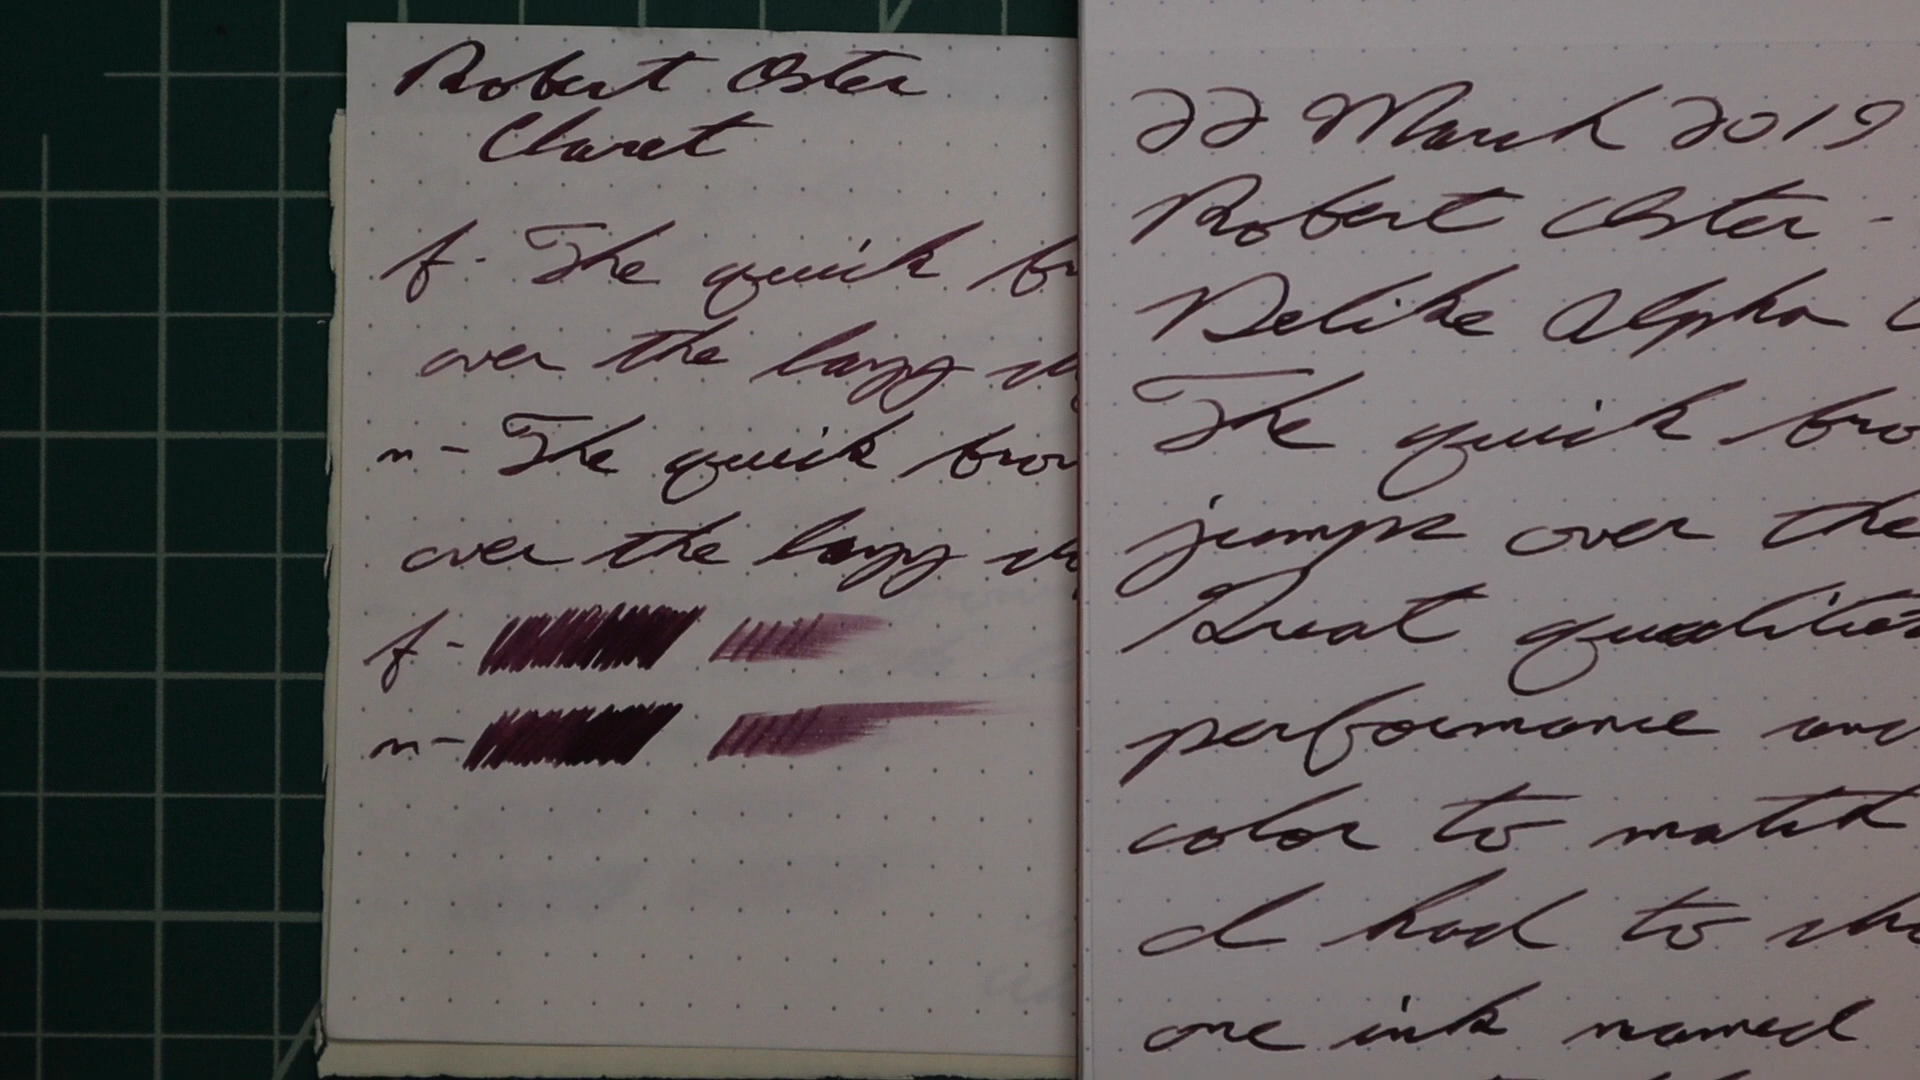 Robert Oster
Claret
f - The quick br
over the lazy d
m - The quick brow
over the lazy d
f -
m -
22 March 2019
Robert Oster -
Delike Alpha
The quick bro
jumps over the
Great qualities
performance and
color to match
I had to
one ink named